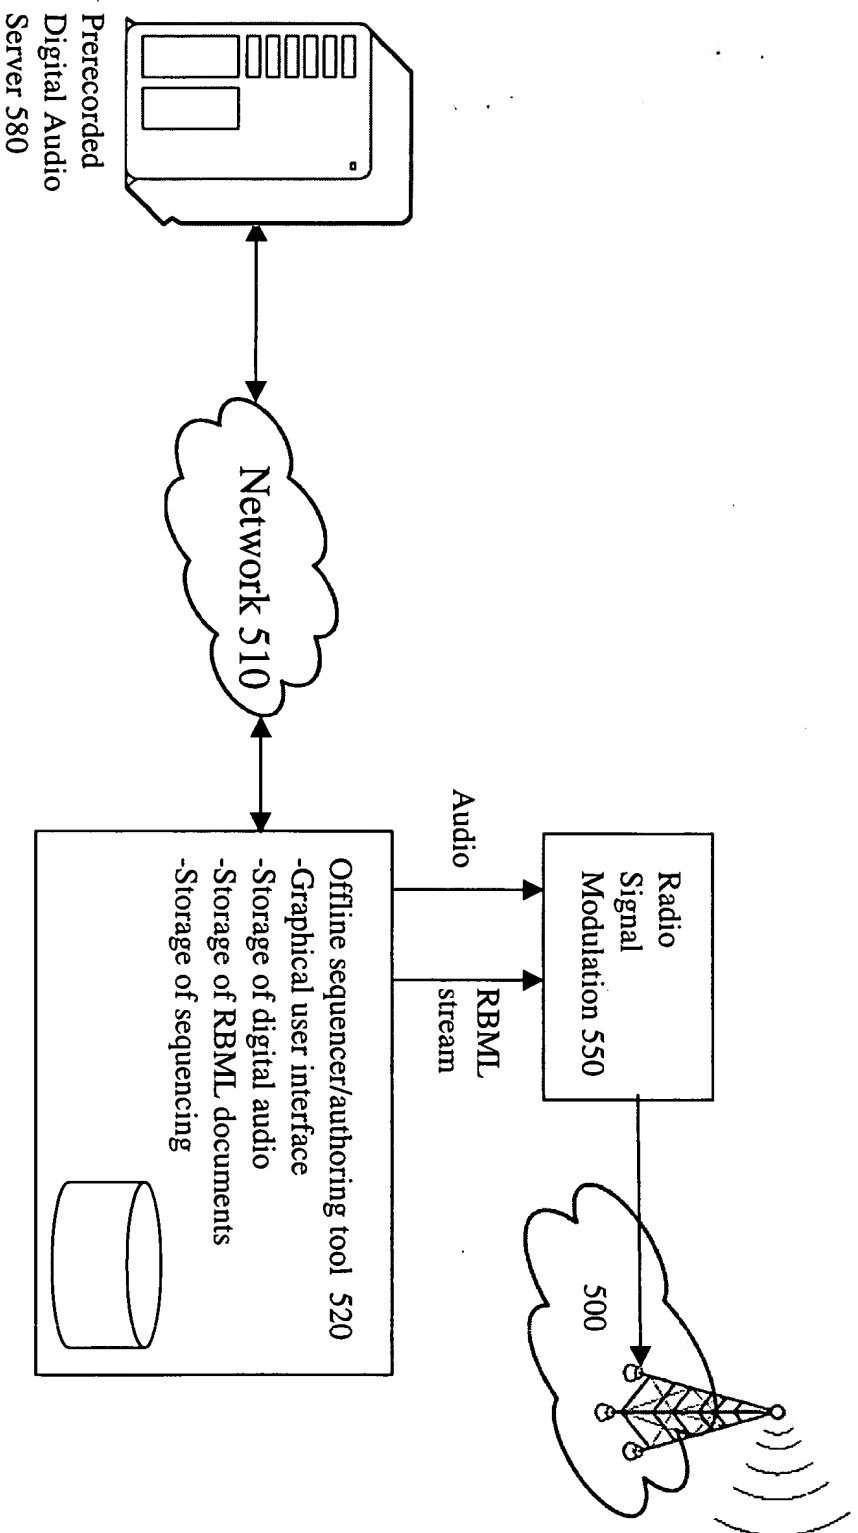 Radio
Signal
Modulation 550
500
Audio
RBML
stream
Network 510
Offline sequencer/authoring tool 520
-Graphical user interface
-Storage of digital audio
-Storage of RBML documents
-Storage of sequencing
Prerecorded
Digital Audio
Server 580